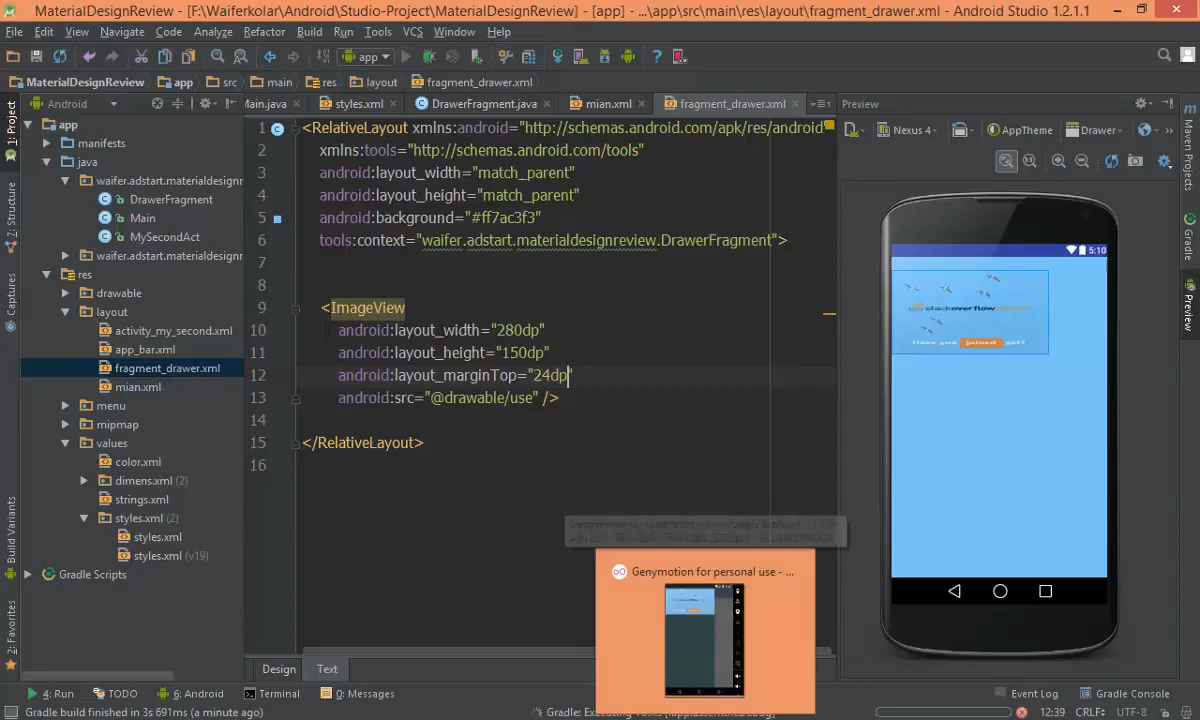 MaterialDesignReview - [F:\Waiferkolar\Android\Studio-Project\MaterialDesignReview] - [app] - ...\app\src\main\res\layout\fragment_drawer.xml - Android Studio 1.2.1.1
File Edit View Navigate Code Analyze Refactor Build Run Tools VCS Window Help
app
MaterialDesignReview app src main res layout fragment_drawer.xml
Android
Main.java styles.xml DrawerFragment.java mian.xml fragment_drawer.xml
Preview
Nexus 4 AppTheme Drawer
1: Project
7: Structure
Captures
Build Variants
2: Favorites
app
manifests
java
waifer.adstart.materialdesignr
DrawerFragment
Main
MySecondAct
waifer.adstart.materialdesignr
res
drawable
layout
activity_my_second.xml
app_bar.xml
fragment_drawer.xml
mian.xml
menu
mipmap
values
color.xml
dimens.xml (2)
strings.xml
styles.xml (2)
styles.xml
styles.xml (v19)
Gradle Scripts
1 <RelativeLayout xmlns:android="http://schemas.android.com/apk/res/android
2 xmlns:tools="http://schemas.android.com/tools"
3 android:layout_width="match_parent"
4 android:layout_height="match_parent"
5 android:background="#ff7ac3f3"
6 tools:context="waifer.adstart.materialdesignreview.DrawerFragment">
7
8
9 <ImageView
10 android:layout_width="280dp"
11 android:layout_height="150dp"
12 android:layout_marginTop="24dp"
13 android:src="@drawable/use" />
14
15 </RelativeLayout>
16
5:10
stackoverflow
Have you joined yet?
Maven Projects
Gradle
Preview
Genymotion for personal use - ...
Design Text
4: Run TODO 6: Android Terminal 0: Messages Event Log Gradle Console
Gradle build finished in 3s 691ms (a minute ago) 12:39 CRLF UTF-8